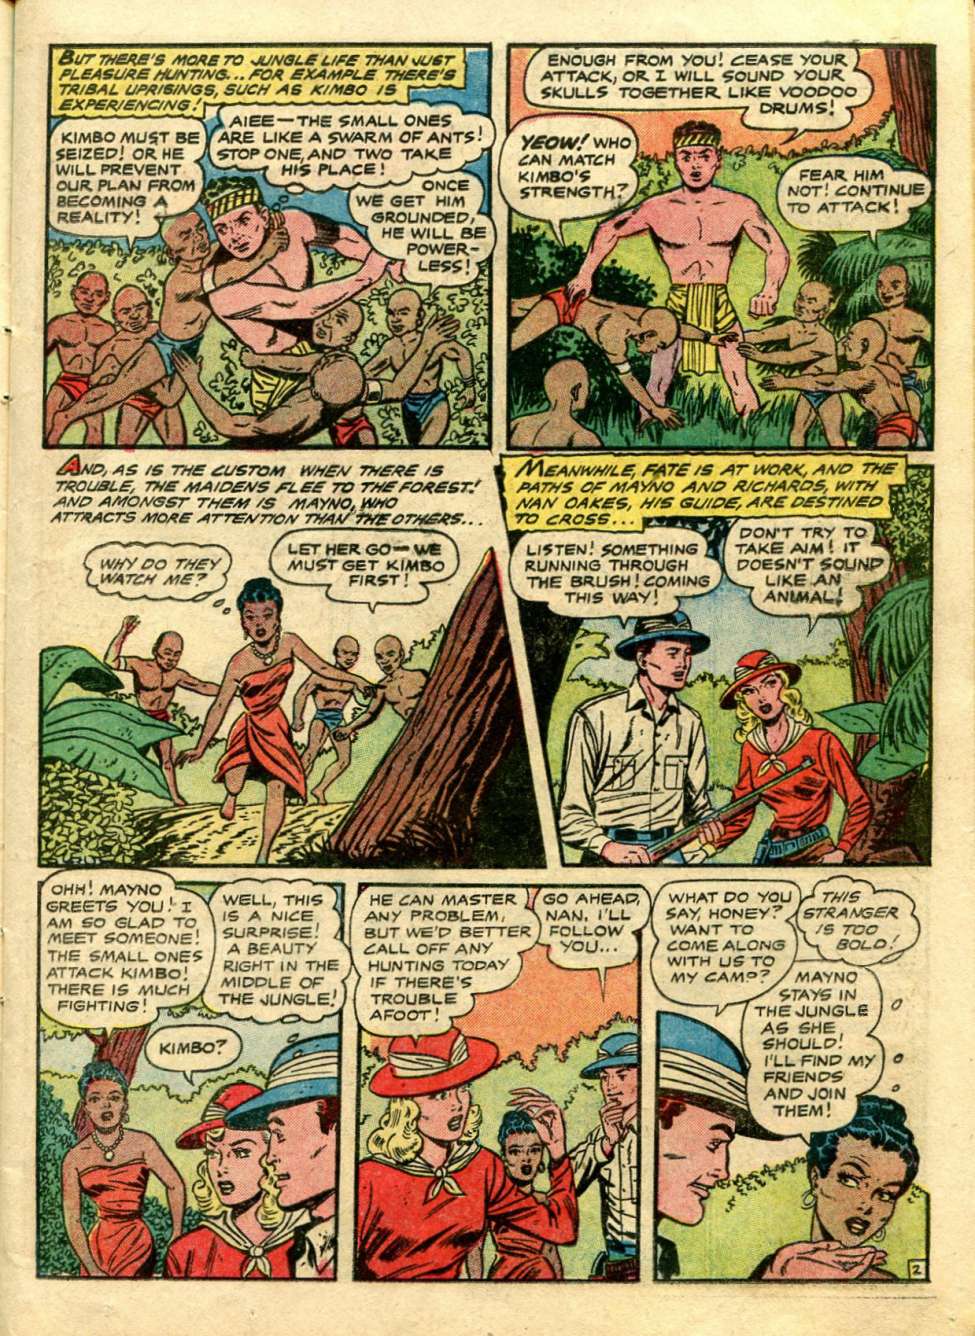 BUT THERE'S MORE TO JUNGLE LIFE THAN JUST
PLEASURE HUNTING... FOR EXAMPLE THERE'S
TRIBAL UPRISINGS, SUCH AS KIMBO IS
EXPERIENCING!
KIMBO MUST BE
SEIZED! OR HE
WILL PREVENT
OUR PLAN FROM
BECOMING A
REALITY!
AIEE—THE SMALL ONES
ARE LIKE A SWARM OF ANTS!
STOP ONE, AND TWO TAKE
HIS PLACE!
ONCE
WE GET HIM
GROUNDED,
HE WILL BE
POWER-
LESS!
ENOUGH FROM YOU! CEASE YOUR
ATTACK, OR I WILL SOUND YOUR
SKULLS TOGETHER LIKE VOODOO
DRUMS!
YEOW! WHO
CAN MATCH
KIMBO'S
STRENGTH?
FEAR HIM
NOT! CONTINUE
TO ATTACK!
AND, AS IS THE CUSTOM WHEN THERE IS
TROUBLE, THE MAIDENS FLEE TO THE FOREST!
AND AMONGST THEM IS MAYNO, WHO
ATTRACTS MORE ATTENTION THAN THE OTHERS...
WHY DO THEY
WATCH ME?
LET HER GO—WE
MUST GET KIMBO
FIRST!
MEANWHILE, FATE IS AT WORK, AND THE
PATHS OF MAYNO AND RICHARDS, WITH
NAN OAKES, HIS GUIDE, ARE DESTINED
TO CROSS...
LISTEN! SOMETHING
RUNNING THROUGH
THE BRUSH! COMING
THIS WAY!
DON'T TRY TO
TAKE AIM! IT
DOESN'T SOUND
LIKE AN
ANIMAL!
OHH! MAYNO
GREETS YOU! I
AM SO GLAD TO
MEET SOMEONE!
THE SMALL ONES
ATTACK KIMBO!
THERE IS MUCH
FIGHTING!
WELL, THIS
IS A NICE
SURPRISE!
A BEAUTY
RIGHT IN THE
MIDDLE OF
THE JUNGLE!
KIMBO?
HE CAN MASTER
ANY PROBLEM,
BUT WE'D BETTER
CALL OFF ANY
HUNTING TODAY
IF THERE'S
TROUBLE
AFOOT!
GO AHEAD,
NAN. I'LL
FOLLOW
YOU...
WHAT DO YOU
SAY, HONEY?
WANT TO
COME ALONG
WITH US TO
MY CAMP?
THIS
STRANGER
IS TOO
BOLD!
MAYNO
STAYS IN
THE JUNGLE
AS SHE
SHOULD!
I'LL FIND MY
FRIENDS
AND JOIN
THEM!
2